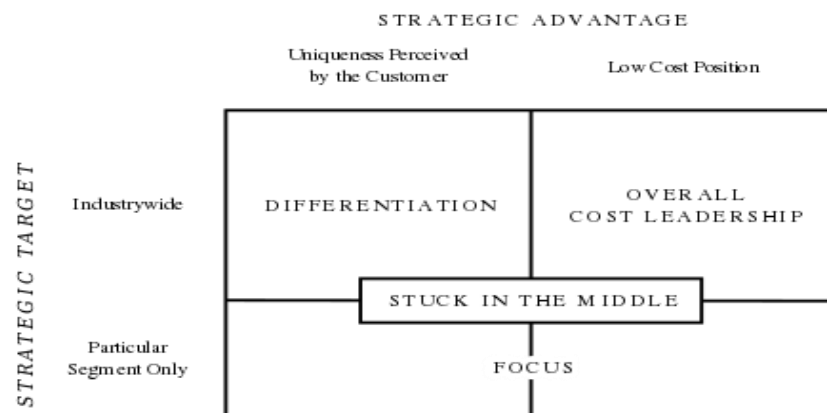 STRATEGIC ADVANTAGE
Uniqueness Perceived
by the Customer
Low Cost Position
STRATEGIC TARGET
Industrywide
DIFFERENTIATION
OVERALL
COST LEADERSHIP
STUCK IN THE MIDDLE
Particular
Segment Only
FOCUS